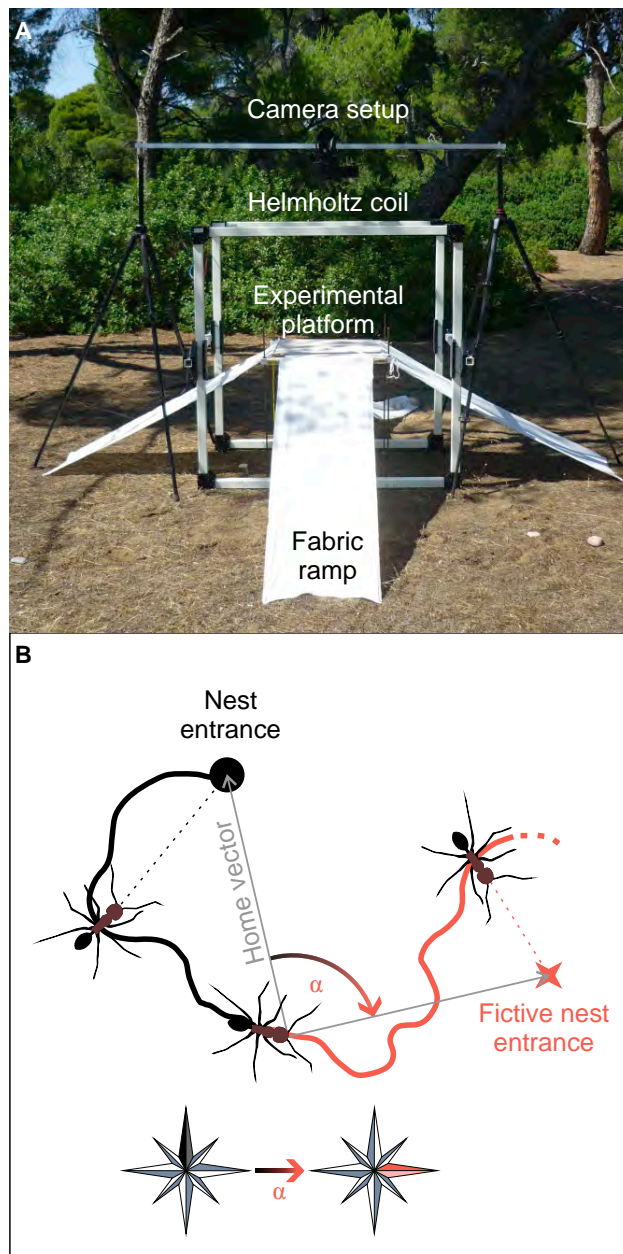 A
Camera setup
Helmholtz coil
Experimental
platform
Fabric
ramp
B
Nest
entrance
Home vector
α
Fictive nest
entrance
α